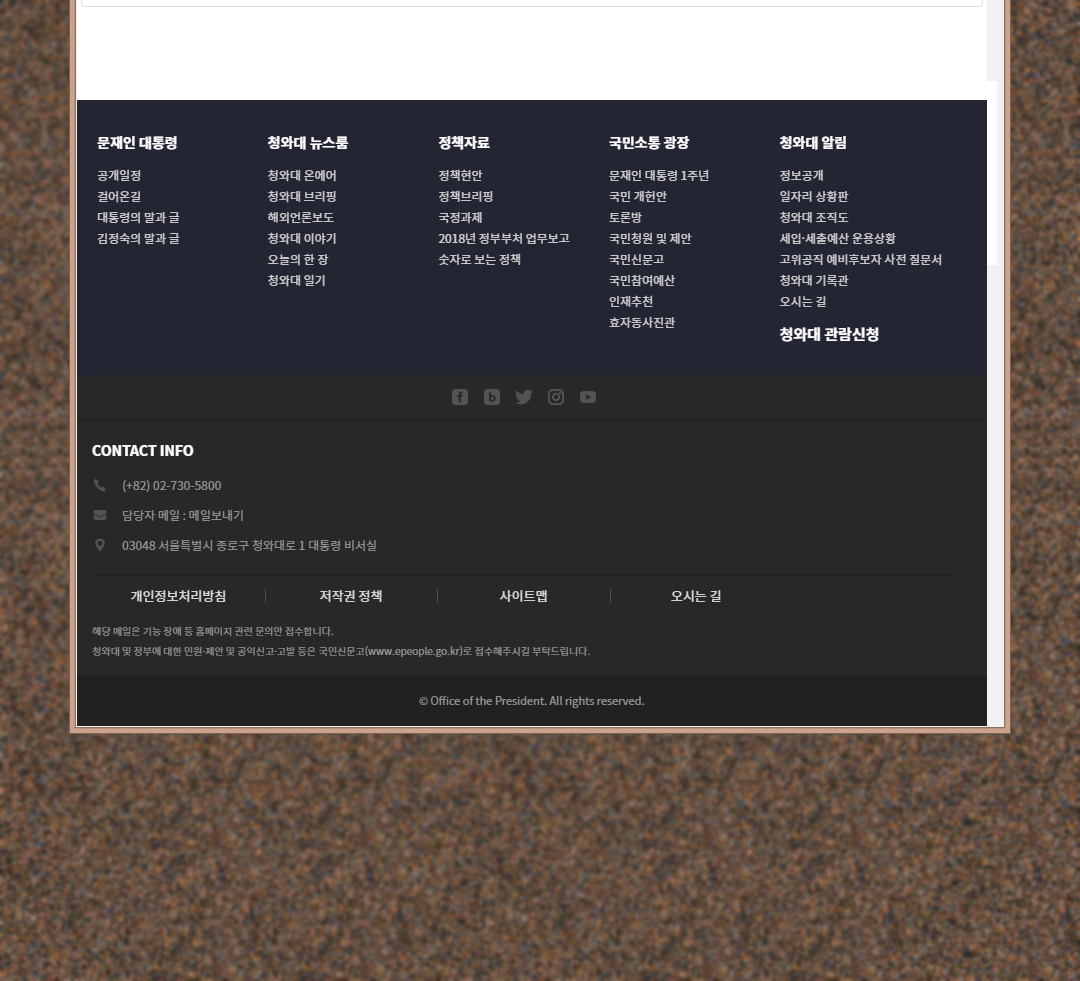 문재인 대통령
공개일정
걸어온길
대통령의 말과 글
김정숙의 말과 글
청와대 뉴스룸
청와대 온에어
청와대 브리핑
해외언론보도
청와대 이야기
오늘의 한 장
청와대 일기
정책자료
정책현안
정책브리핑
국정과제
2018년 정부부처 업무보고
숫자로 보는 정책
국민소통 광장
문재인 대통령 1주년
국민 개헌안
토론방
국민청원 및 제안
국민신문고
국민참여예산
인재추천
효자동사진관
청와대 알림
정보공개
일자리 상황판
청와대 조직도
세입·세출예산 운용상황
고위공직 예비후보자 사전 질문서
청와대 기록관
오시는 길
청와대 관람신청
CONTACT INFO
(+82) 02-730-5800
담당자 메일 : 메일보내기
03048 서울특별시 종로구 청와대로 1 대통령 비서실
개인정보처리방침 저작권 정책 사이트맵 오시는 길
해당 메일은 기능 장애 등 홈페이지 관련 문의만 접수합니다.
청와대 및 정부에 대한 민원·제안 및 공익신고·고발 등은 국민신문고(www.epeople.go.kr)로 접수해주시길 부탁드립니다.
© Office of the President. All rights reserved.